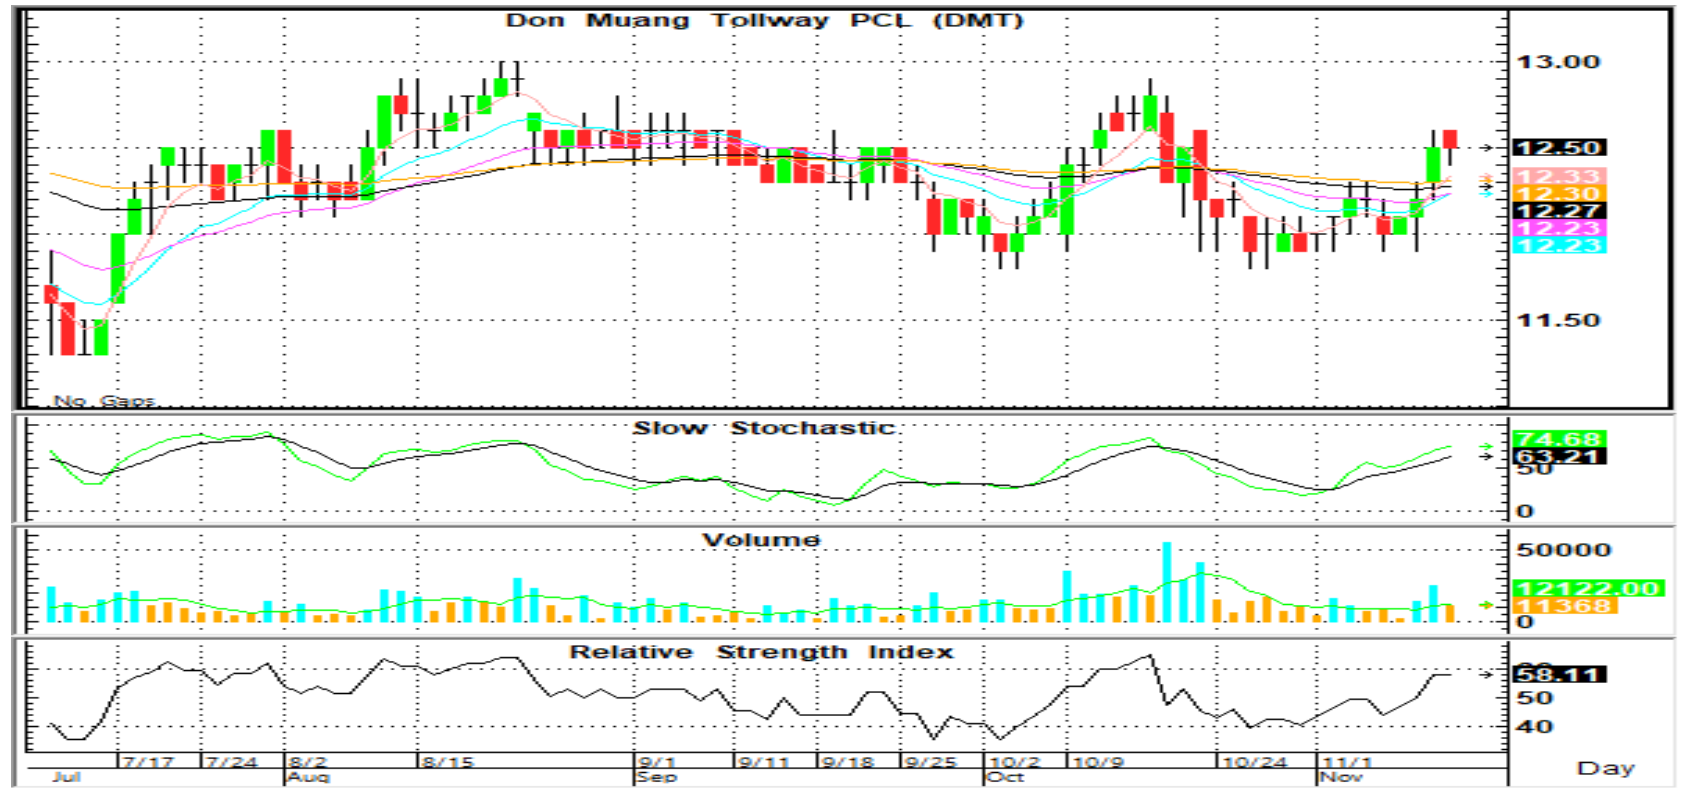 Don Muang Tollway PCL (DMT)
13.00
12.50
12.33
12.30
12.27
12.23
12.23
11.50
No Gaps
Slow Stochastic
74.68
63.21
50
0
Volume
50000
12122.00
11368
0
Relative Strength Index
58.11
50
40
7/17 7/24 8/2 8/15 9/1 9/11 9/18 9/25 10/2 10/9 10/24 11/1
Jul Aug Sep Oct Nov
Day